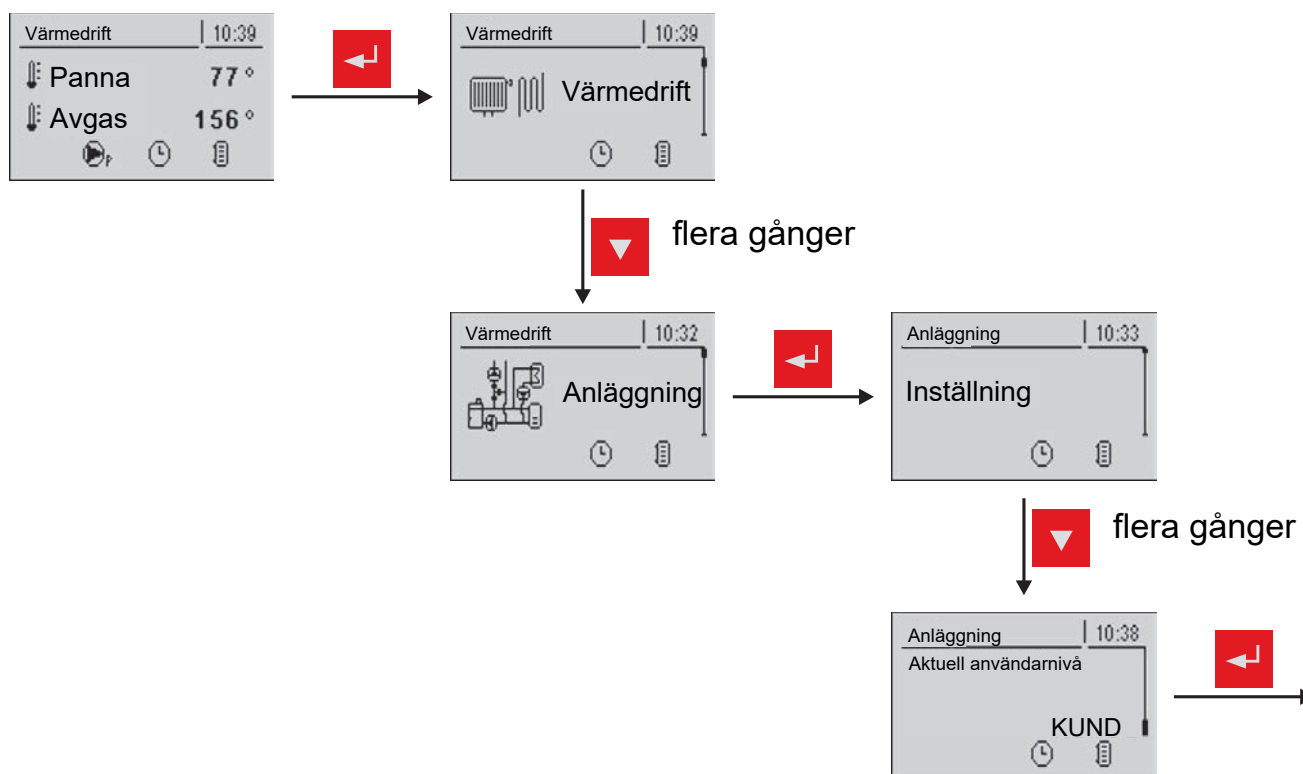 Värmedrift 10:39
Panna 77°
Avgas 156°
P
Värmedrift 10:39
Värmedrift
flera gånger
Värmedrift 10:32
Anläggning
Anläggning 10:33
Inställning
flera gånger
Anläggning 10:38
Aktuell användarnivå
KUND